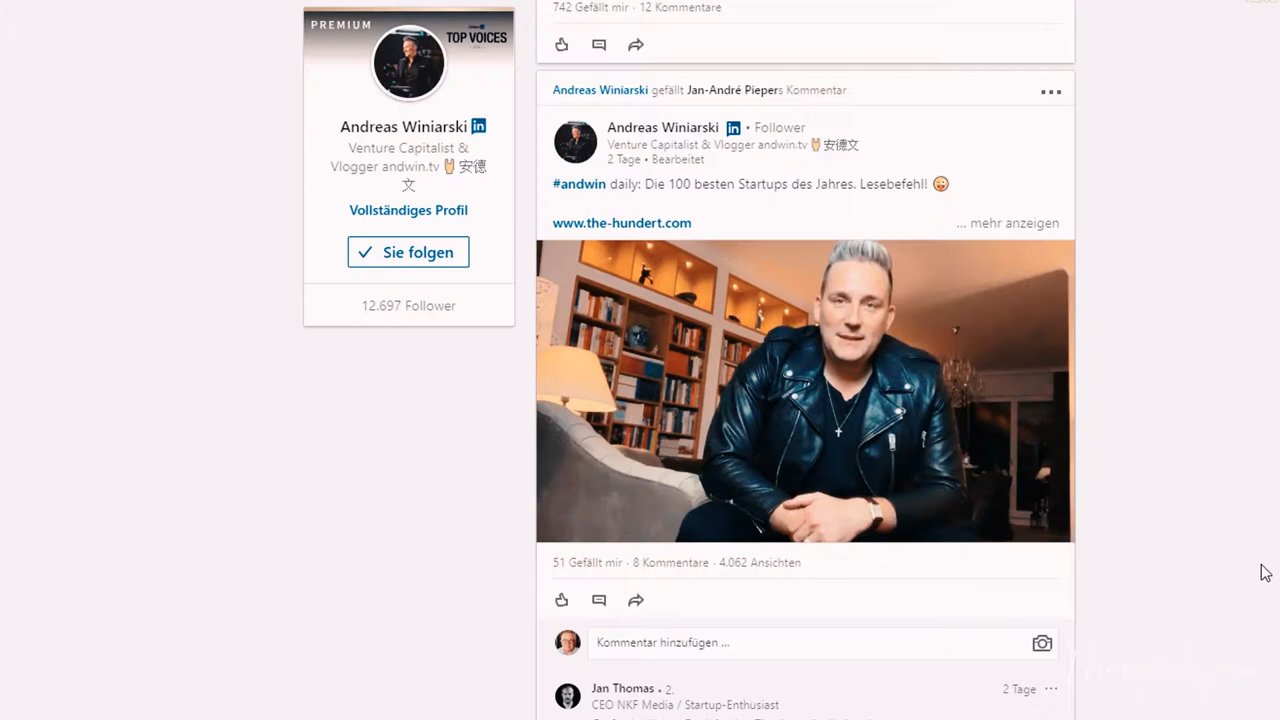 PREMIUM
TOP VOICES
Andreas Winiarski in
Venture Capitalist &
Vlogger andwin.tv 🤘安德
文
Vollständiges Profil
Sie folgen
12.697 Follower
742 Gefällt mir · 12 Kommentare
Andreas Winiarski gefällt Jan-André Piepers Kommentar
Andreas Winiarski in • Follower
Venture Capitalist & Vlogger andwin.tv 🤘安德文
2 Tage • Bearbeitet
#andwin daily: Die 100 besten Startups des Jahres. Lesebefehl! 😜
www.the-hundert.com
... mehr anzeigen
51 Gefällt mir · 8 Kommentare · 4.062 Ansichten
Kommentar hinzufügen ...
Jan Thomas • 2.
2 Tage
CEO NKF Media / Startup-Enthusiast